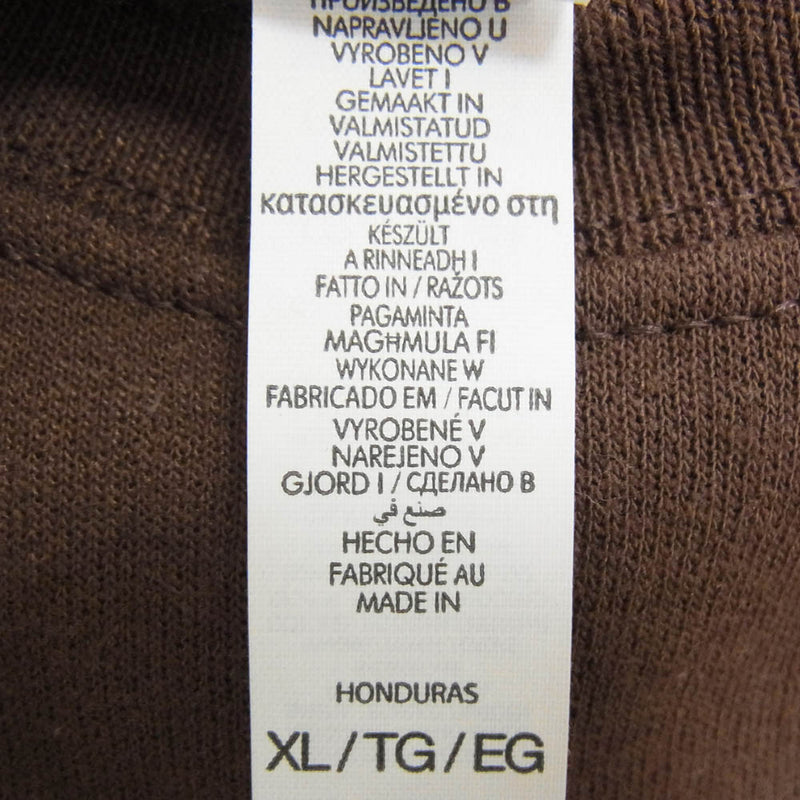 ПРОИЗВЕДЕНО В
NAPRAVLJENO U
VYROBENO V
LAVET I
GEMAAKT IN
VALMISTATUD
VALMISTETTU
HERGESTELLT IN
κατασκευασμένο στη
KÉSZÜLT
A RINNEADH I
FATTO IN / RAŽOTS
PAGAMINTA
MAGĦMULA FI
WYKONANE W
FABRICADO EM / FACUT IN
VYROBENÉ V
NAREJENO V
GJORD I / СДЕЛАНО В
صنع في
HECHO EN
FABRIQUÉ AU
MADE IN
HONDURAS
XL/TG/EG